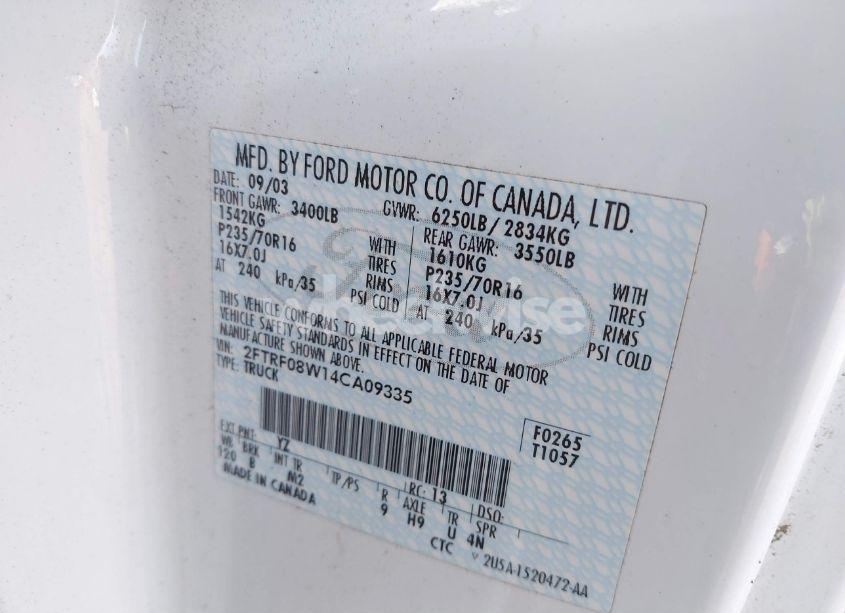 MFD. BY FORD MOTOR CO. OF CANADA, LTD.
DATE: 09/03 GVWR: 6250LB/ 2834KG
FRONT GAWR: 3400LB REAR GAWR: 3550LB
1542KG WITH 1610KG WITH
P235/70R16 TIRES P235/70R16 TIRES
16X7.0J RIMS 16X7.0J RIMS
AT 240 kPa/35 PSI COLD AT 240 kPa/35 PSI COLD
THIS VEHICLE CONFORMS TO ALL APPLICABLE FEDERAL MOTOR
VEHICLE SAFETY STANDARDS IN EFFECT ON THE DATE OF
MANUFACTURE SHOWN ABOVE.
VIN: 2FTRF08W14CA09335
TYPE: TRUCK
F0265
T1057
EXT PNT: YZ RC: 13 DSO:
WB BRK INT TR TP/PS R AXLE TR SPR
120 B M2 9 H9 U 4N
MADE IN CANADA CTC
2U5A-1520472-AA